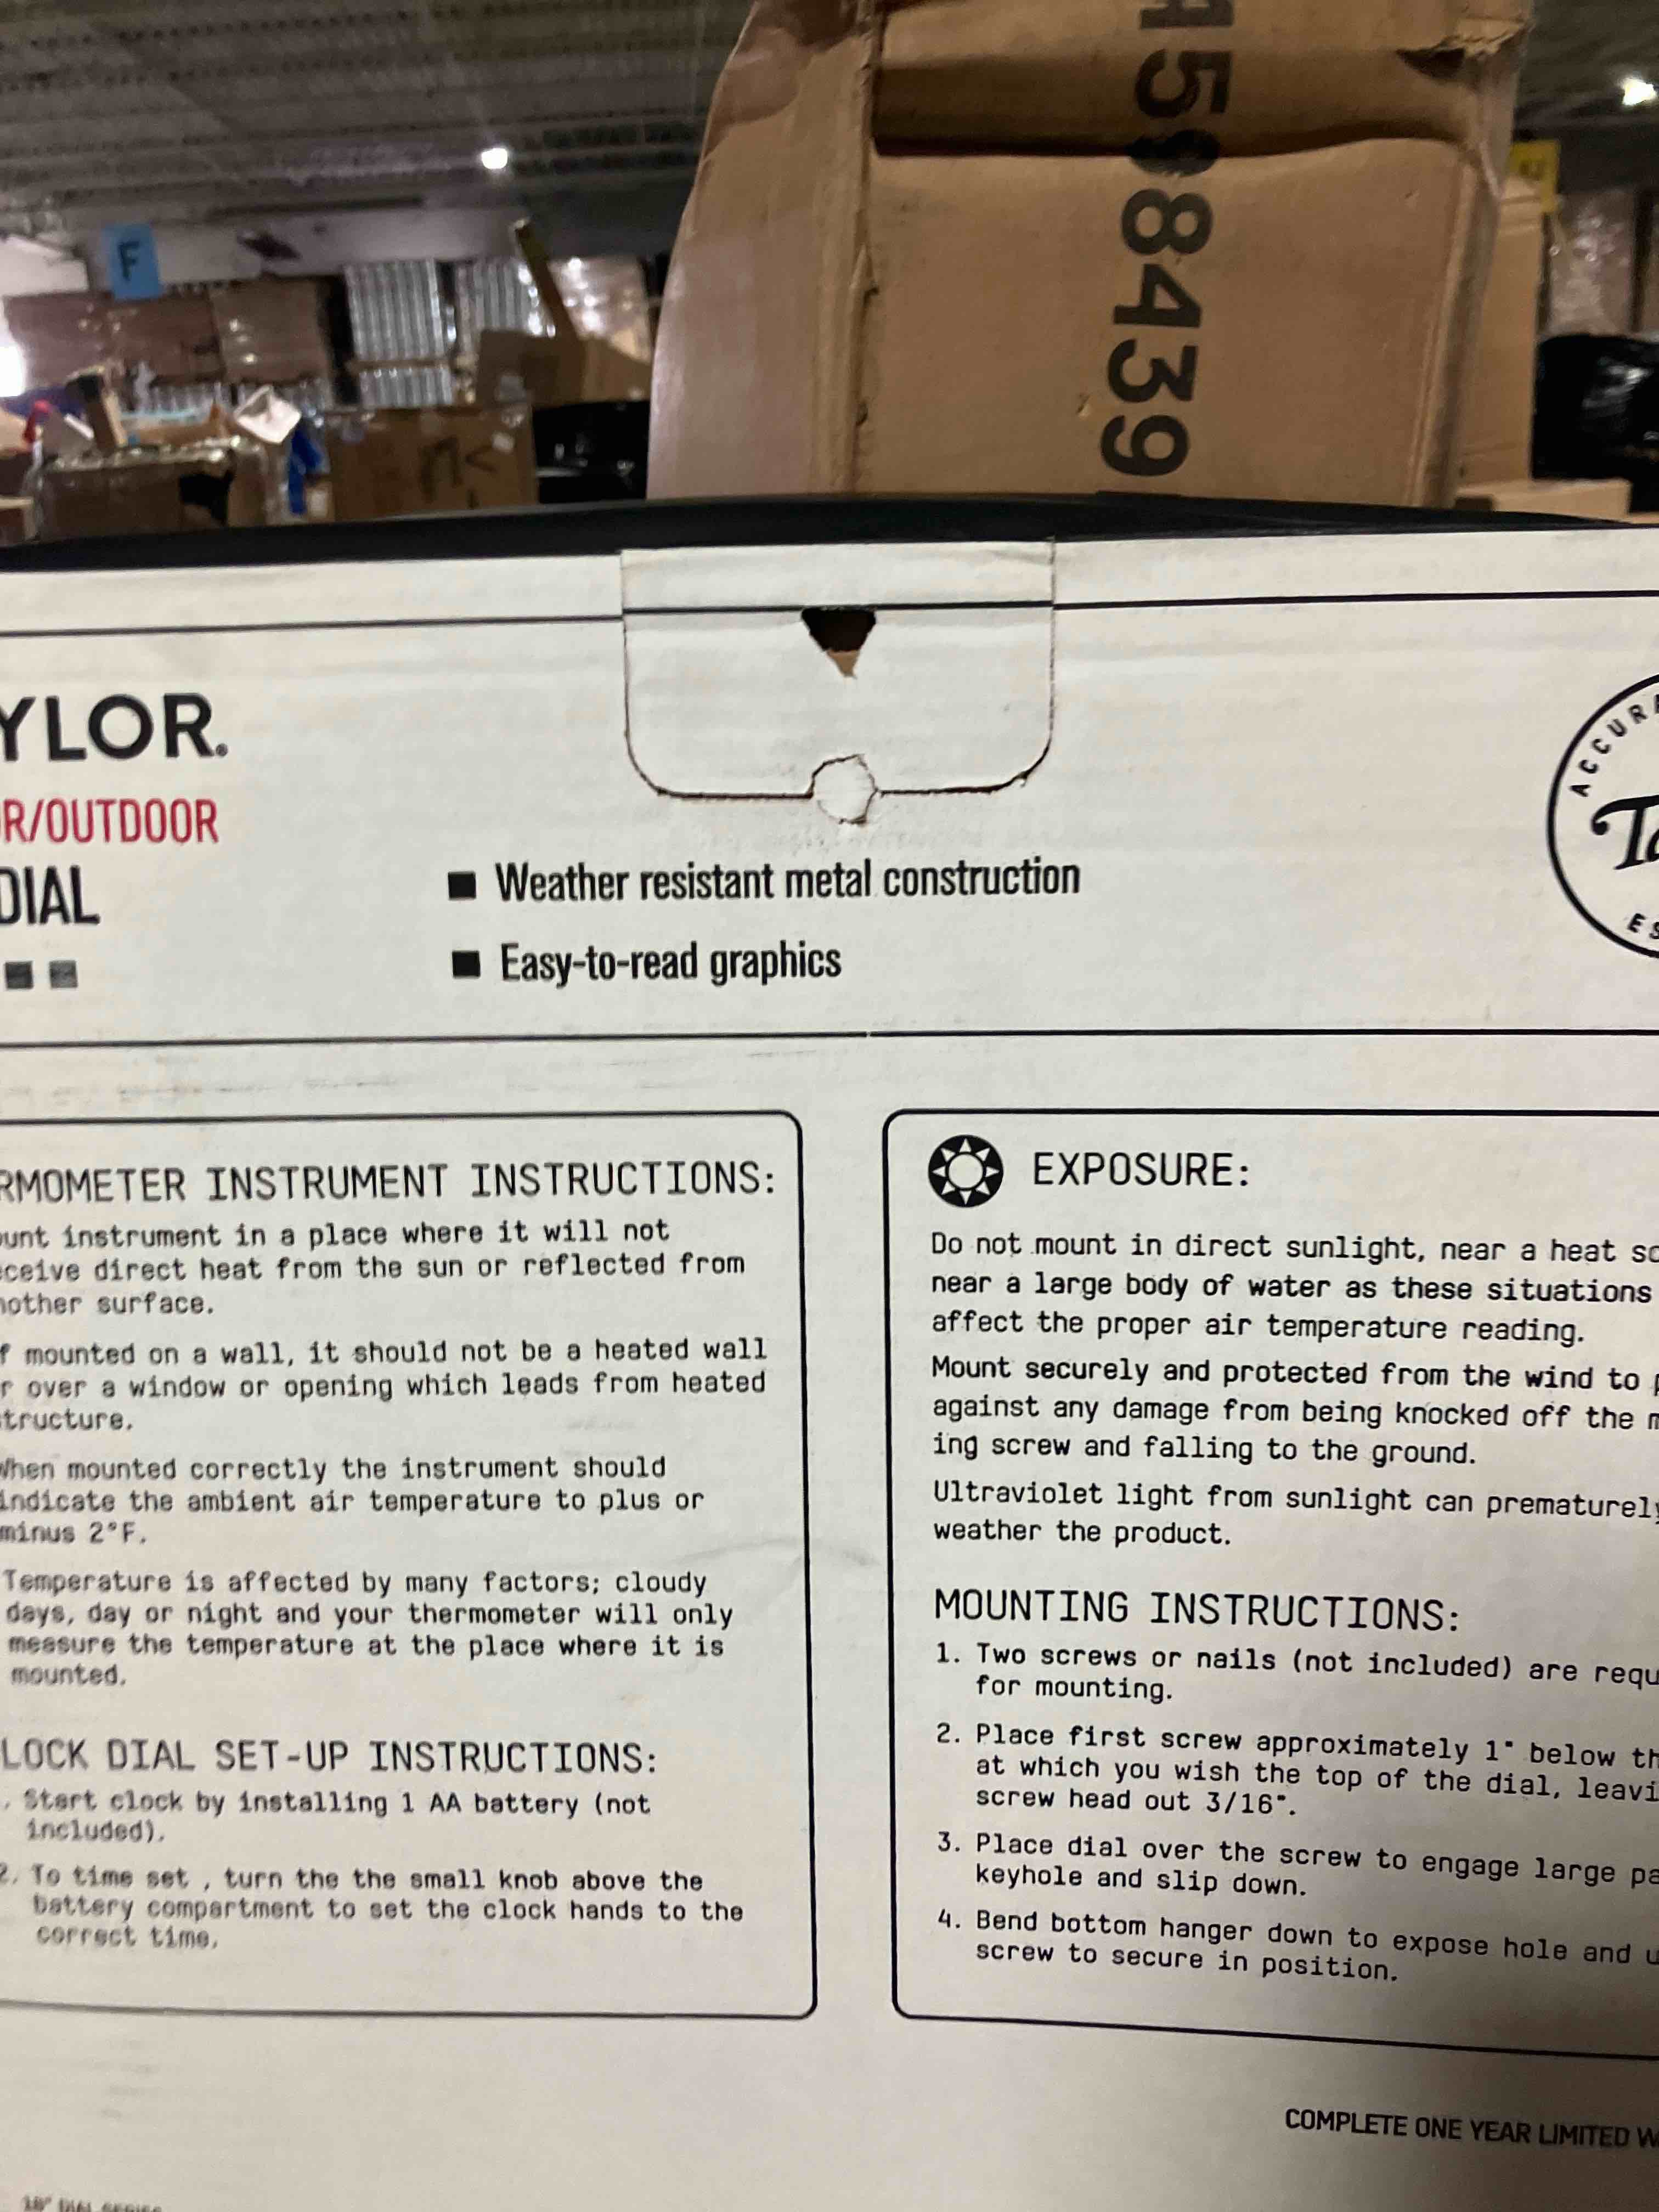 58439
F
YLOR.
R/OUTDOOR
DIAL
■ Weather resistant metal construction
■ Easy-to-read graphics
ACCURA
Ta
ES
RMOMETER INSTRUMENT INSTRUCTIONS:
unt instrument in a place where it will not
ceive direct heat from the sun or reflected from
nother surface.
f mounted on a wall, it should not be a heated wall
r over a window or opening which leads from heated
tructure.
When mounted correctly the instrument should
indicate the ambient air temperature to plus or
minus 2°F.
Temperature is affected by many factors; cloudy
days, day or night and your thermometer will only
measure the temperature at the place where it is
mounted.
LOCK DIAL SET-UP INSTRUCTIONS:
. Start clock by installing 1 AA battery (not
included).
2. To time set , turn the the small knob above the
battery compartment to set the clock hands to the
correct time.
EXPOSURE:
Do not mount in direct sunlight, near a heat so
near a large body of water as these situations
affect the proper air temperature reading.
Mount securely and protected from the wind to p
against any damage from being knocked off the m
ing screw and falling to the ground.
Ultraviolet light from sunlight can prematurely
weather the product.
MOUNTING INSTRUCTIONS:
1. Two screws or nails (not included) are requ
for mounting.
2. Place first screw approximately 1" below th
at which you wish the top of the dial, leavi
screw head out 3/16".
3. Place dial over the screw to engage large pa
keyhole and slip down.
4. Bend bottom hanger down to expose hole and u
screw to secure in position.
COMPLETE ONE YEAR LIMITED W
18" DIAL SERIES